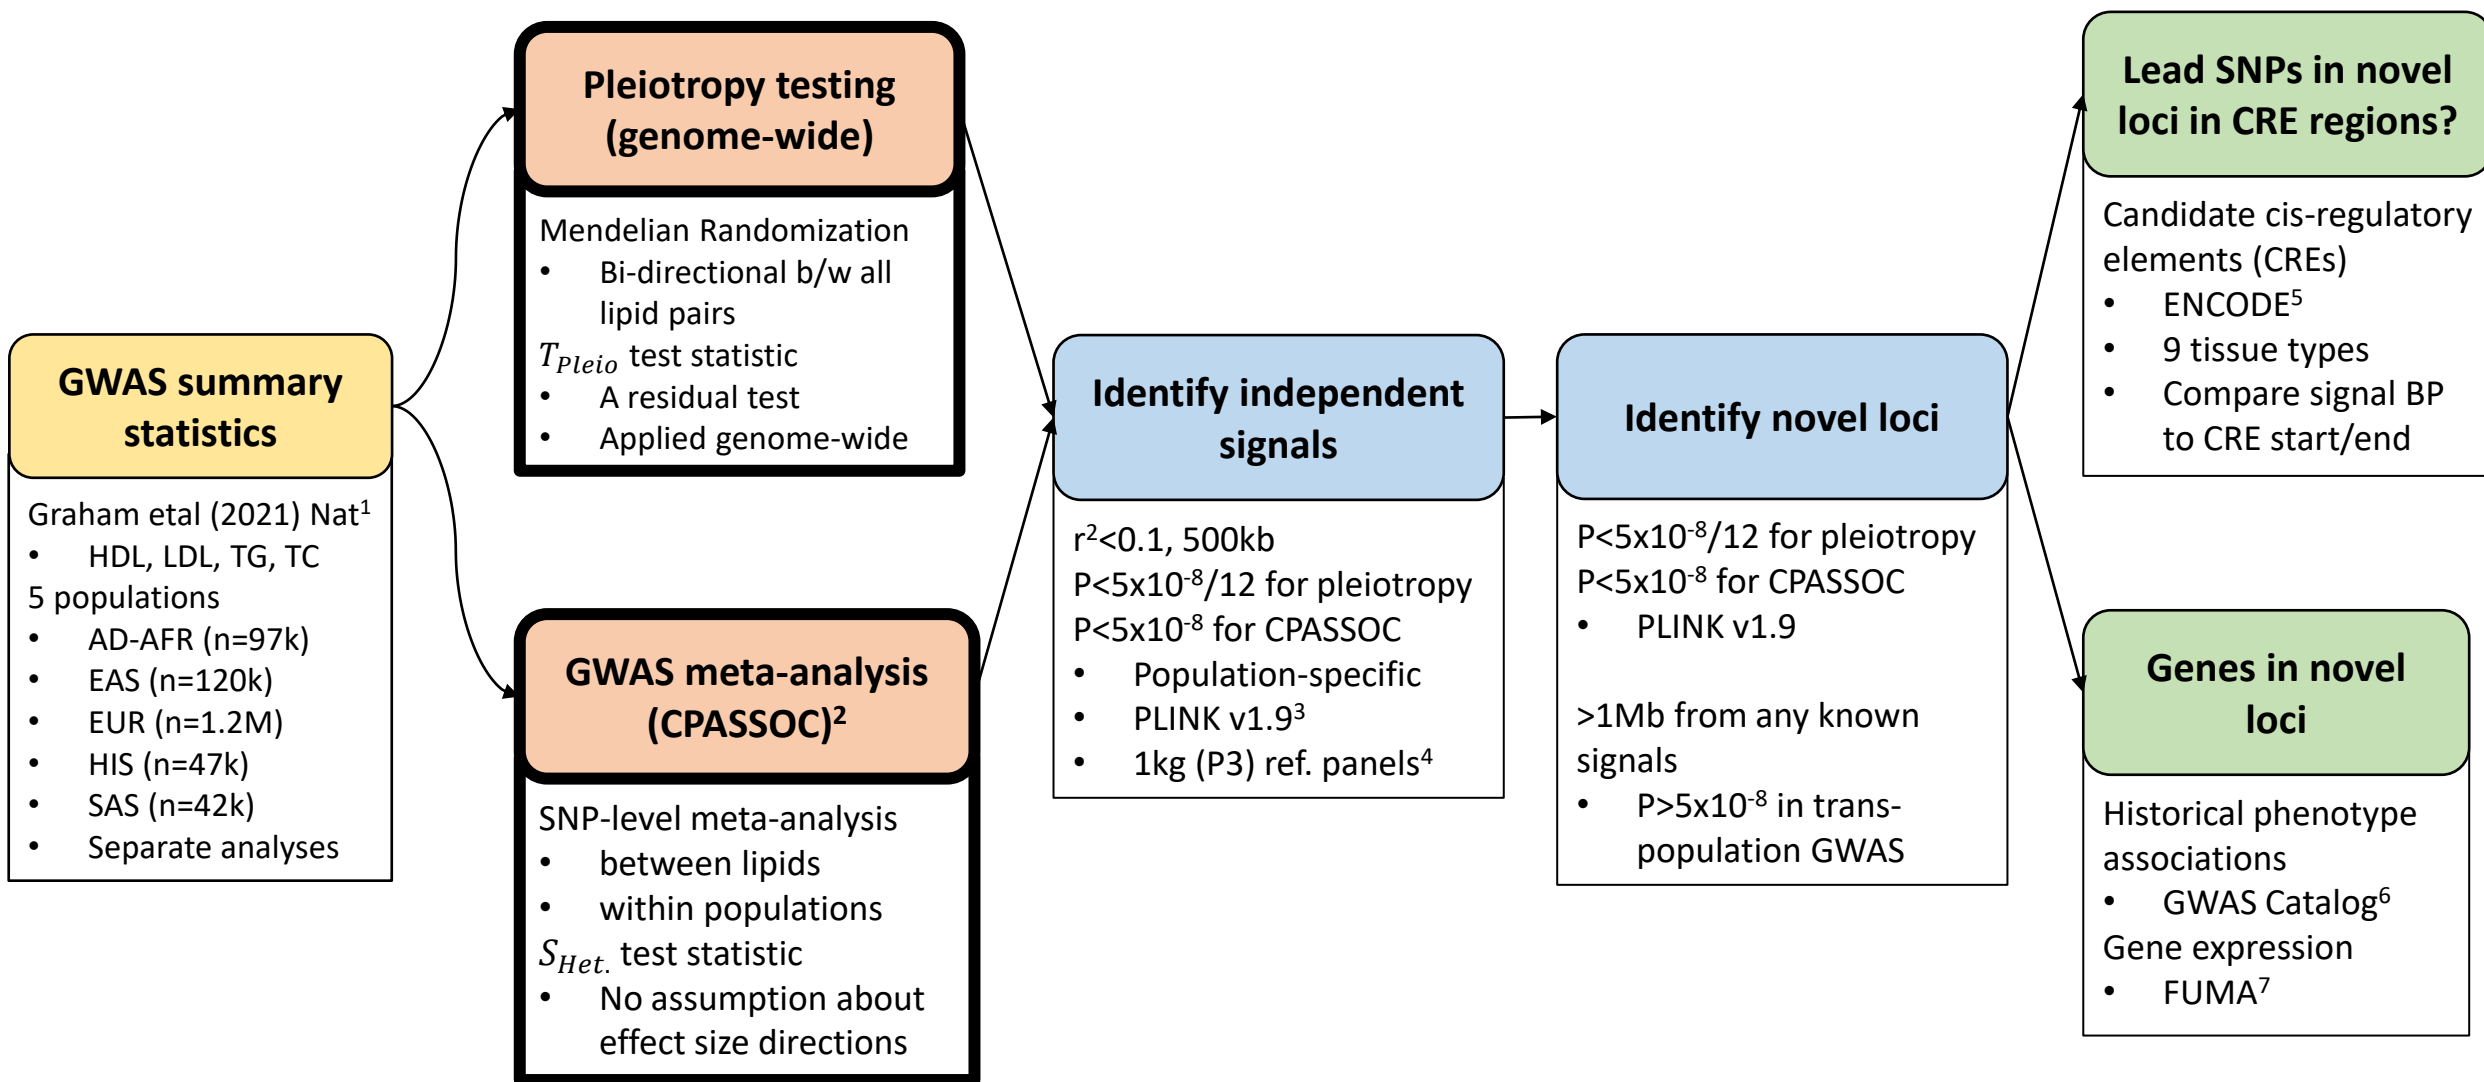 GWAS summary
statistics
Graham etal (2021) Nat1
• HDL, LDL, TG, TC
5 populations
• AD-AFR (n=97k)
• EAS (n=120k)
• EUR (n=1.2M)
• HIS (n=47k)
• SAS (n=42k)
• Separate analyses
Pleiotropy testing
(genome-wide)
Mendelian Randomization
• Bi-directional b/w all
lipid pairs
T_Pleio test statistic
• A residual test
• Applied genome-wide
GWAS meta-analysis
(CPASSOC)2
SNP-level meta-analysis
• between lipids
• within populations
S_Het. test statistic
• No assumption about
effect size directions
Identify independent
signals
r2<0.1, 500kb
P<5x10-8/12 for pleiotropy
P<5x10-8 for CPASSOC
• Population-specific
• PLINK v1.93
• 1kg (P3) ref. panels4
Identify novel loci
P<5x10-8/12 for pleiotropy
P<5x10-8 for CPASSOC
• PLINK v1.9
>1Mb from any known
signals
• P>5x10-8 in trans-
population GWAS
Lead SNPs in novel
loci in CRE regions?
Candidate cis-regulatory
elements (CREs)
• ENCODE5
• 9 tissue types
• Compare signal BP
to CRE start/end
Genes in novel
loci
Historical phenotype
associations
• GWAS Catalog6
Gene expression
• FUMA7